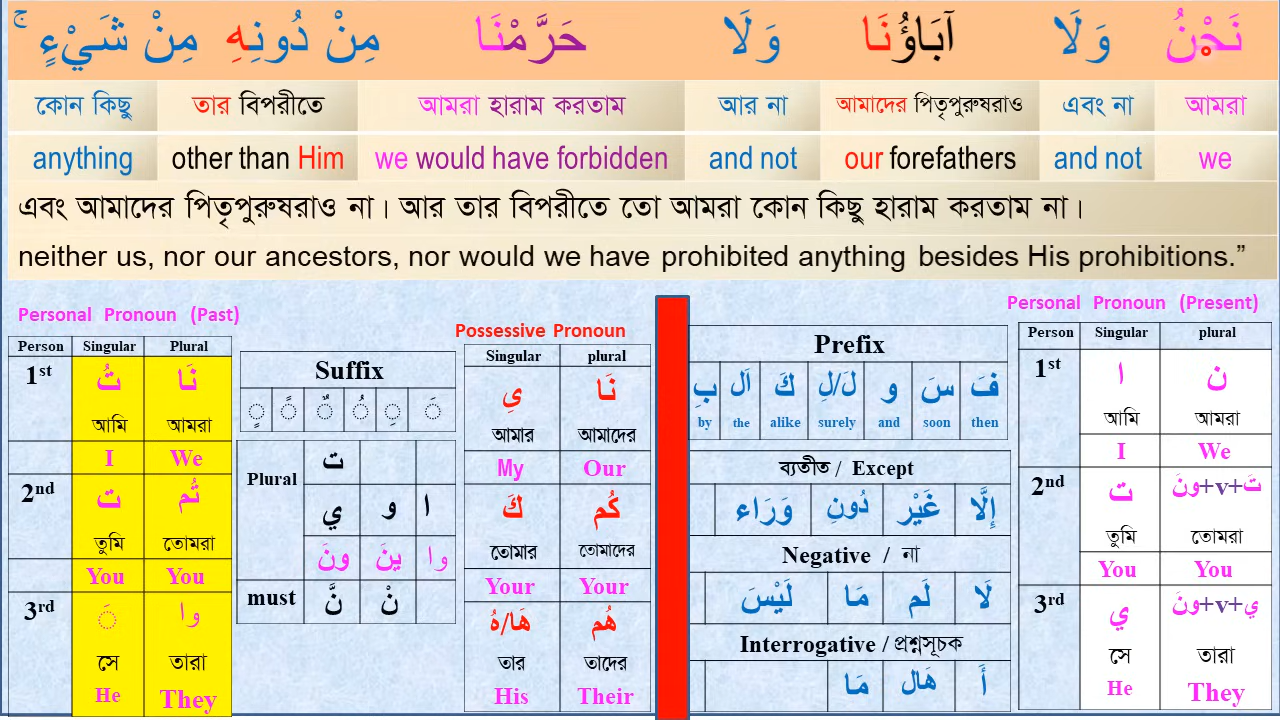 نَحْنُ وَلَا آبَاؤُنَا وَلَا حَرَّمْنَا مِنْ دُونِهِ مِنْ شَيْءٍ ۚ
কোন কিছু তার বিপরীতে আমরা হারাম করতাম আর না আমাদের পিতৃপুরুষরাও এবং না আমরা
anything other than Him we would have forbidden and not our forefathers and not we
এবং আমাদের পিতৃপুরুষরাও না। আর তার বিপরীতে তো আমরা কোন কিছু হারাম করতাম না।
neither us, nor our ancestors, nor would we have prohibited anything besides His prohibitions.”
Personal Pronoun (Past)
Person Singular Plural
1st تُ نَا
আমি আমরা
I We
2nd ت تُم
তুমি তোমরা
You You
3rd َ وا
সে তারা
He They
Suffix
ٍ ً ٌ ُ ِ َ
Plural ت
ي و ا
ونَ ينَ وا
must نَّ نْ
Possessive Pronoun
Singular plural
يِ نَا
আমার আমাদের
My Our
كَ كُم
তোমার তোমাদের
Your Your
هَا/هُ هُم
তার তাদের
His Their
Prefix
بِ اَل كَ لَ/لِ و سَ فَ
by the alike surely and soon then
ব্যতীত / Except
وَرَاء دُونِ غَيْر إِلَّا
Negative / না
لَيْسَ مَا لَم لَا
Interrogative / প্রশ্নসূচক
مَا هَال أَ
Personal Pronoun (Present)
Person Singular plural
1st ا ن
আমি আমরা
I We
2nd ت تَ+v+ونَ
তুমি তোমরা
You You
3rd ي ي+v+ونَ
সে তারা
He They